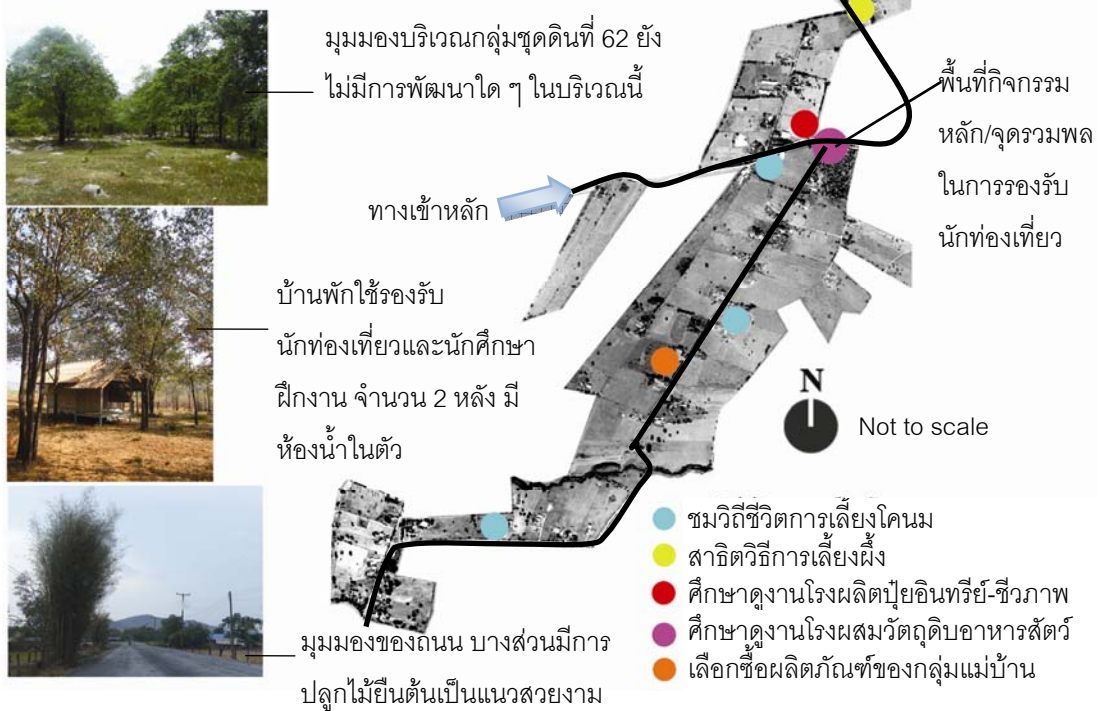 มุมมองบริเวณกลุ่มชุดดินที่ 62 ยัง
ไม่มีการพัฒนาใด ๆ ในบริเวณนี้
พื้นที่กิจกรรม
หลัก/จุดรวมพล
ในการรองรับ
นักท่องเที่ยว
ทางเข้าหลัก
บ้านพักใช้รองรับ
นักท่องเที่ยวและนักศึกษา
ฝึกงาน จำนวน 2 หลัง มี
ห้องน้ำในตัว
N
Not to scale
ชมวิถีชีวิตการเลี้ยงโคนม
สาธิตวิธีการเลี้ยงผึ้ง
ศึกษาดูงานโรงผลิตปุ๋ยอินทรีย์-ชีวภาพ
ศึกษาดูงานโรงผสมวัตถุดิบอาหารสัตว์
เลือกซื้อผลิตภัณฑ์ของกลุ่มแม่บ้าน
มุมมองของถนน บางส่วนมีการ
ปลูกไม้ยืนต้นเป็นแนวสวยงาม